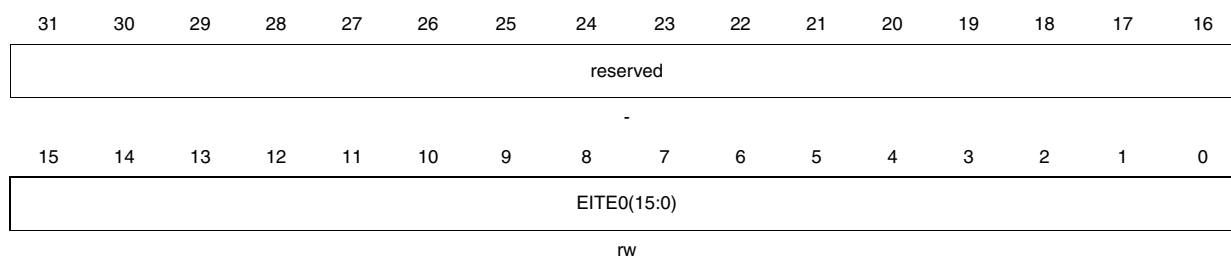 31 30 29 28 27 26 25 24 23 22 21 20 19 18 17 16
reserved
-
15 14 13 12 11 10 9 8 7 6 5 4 3 2 1 0
EITE0(15:0)
rw